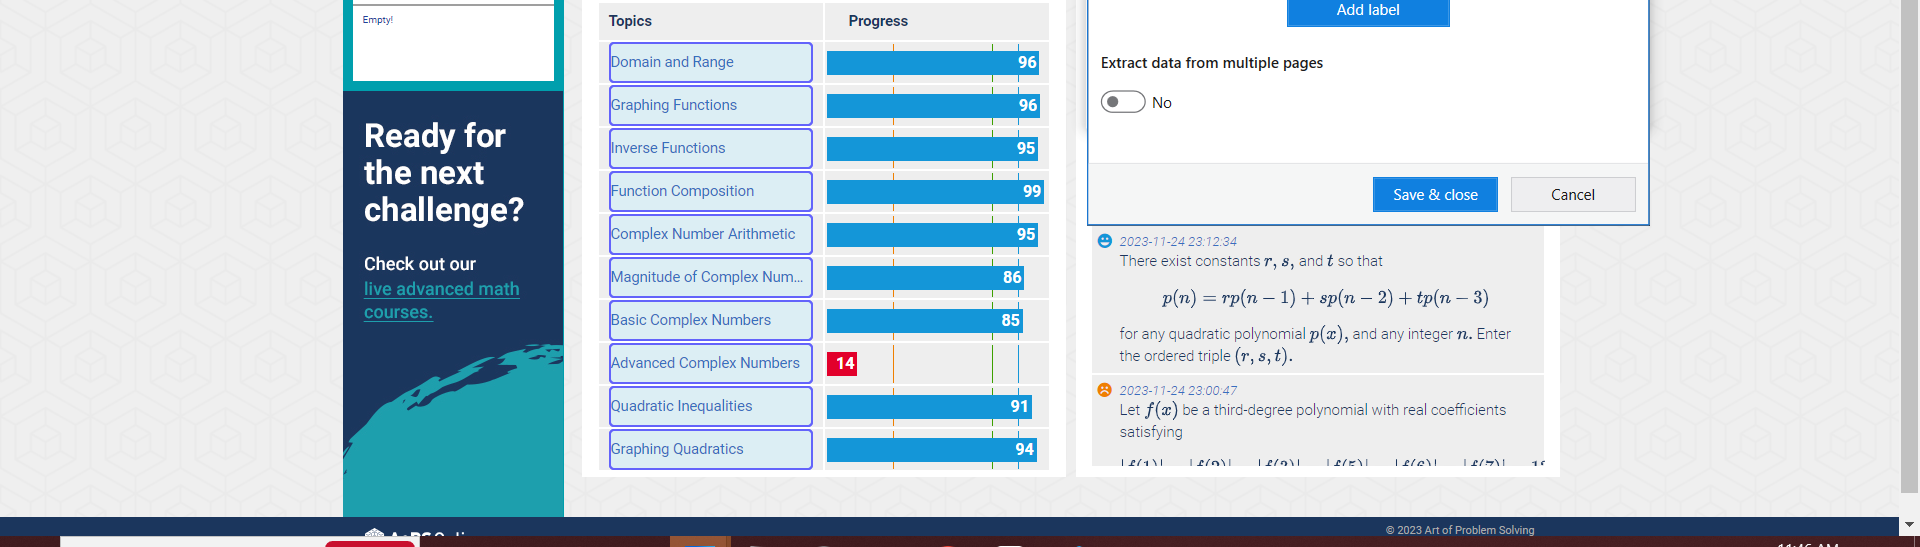 Empty!
Ready for
the next
challenge?
Check out our
live advanced math
courses.
Topics Progress
Domain and Range 96
Graphing Functions 96
Inverse Functions 95
Function Composition 99
Complex Number Arithmetic 95
Magnitude of Complex Num... 86
Basic Complex Numbers 85
Advanced Complex Numbers 14
Quadratic Inequalities 91
Graphing Quadratics 94
Add label
Extract data from multiple pages
No
Save & close Cancel
2023-11-24 23:12:34
There exist constants r, s, and t so that
p(n) = rp(n − 1) + sp(n − 2) + tp(n − 3)
for any quadratic polynomial p(x), and any integer n. Enter
the ordered triple (r, s, t).
2023-11-24 23:00:47
Let f(x) be a third-degree polynomial with real coefficients
satisfying
© 2023 Art of Problem Solving